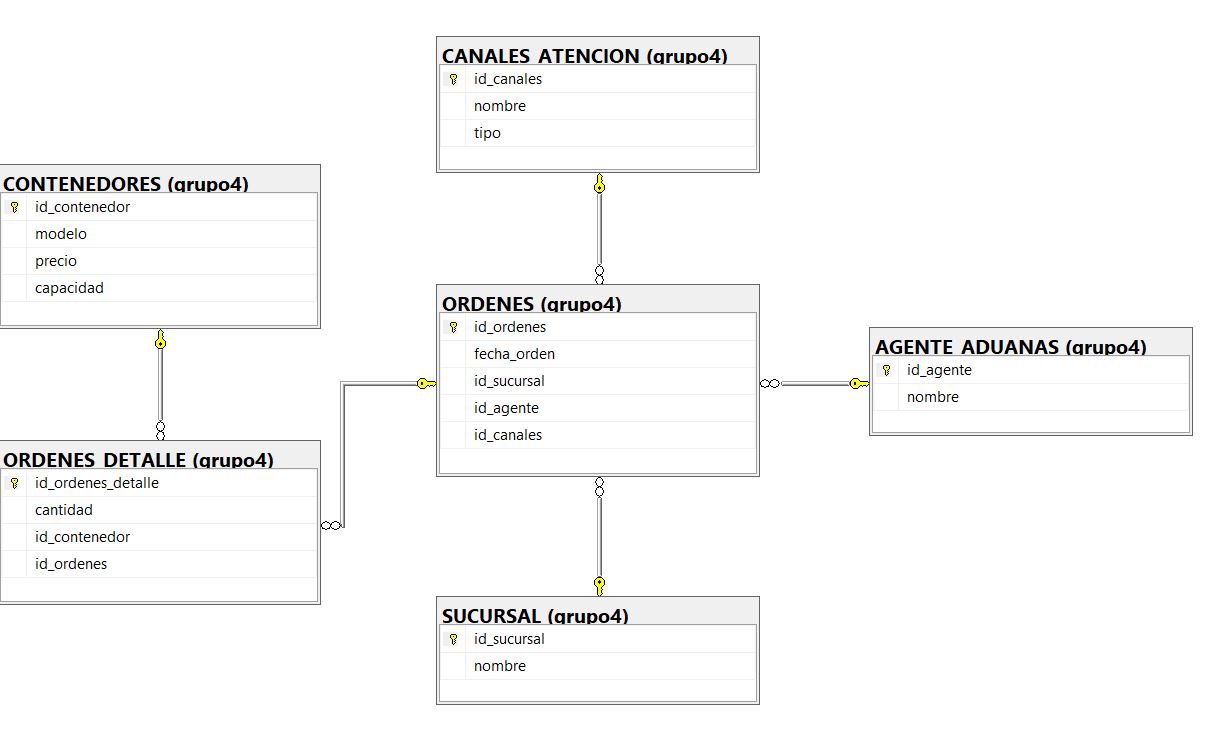 CANALES_ATENCION (grupo4)
id_canales
nombre
tipo
CONTENEDORES (grupo4)
id_contenedor
modelo
precio
capacidad
ORDENES (grupo4)
id_ordenes
fecha_orden
id_sucursal
id_agente
id_canales
AGENTE_ADUANAS (grupo4)
id_agente
nombre
ORDENES_DETALLE (grupo4)
id_ordenes_detalle
cantidad
id_contenedor
id_ordenes
SUCURSAL (grupo4)
id_sucursal
nombre